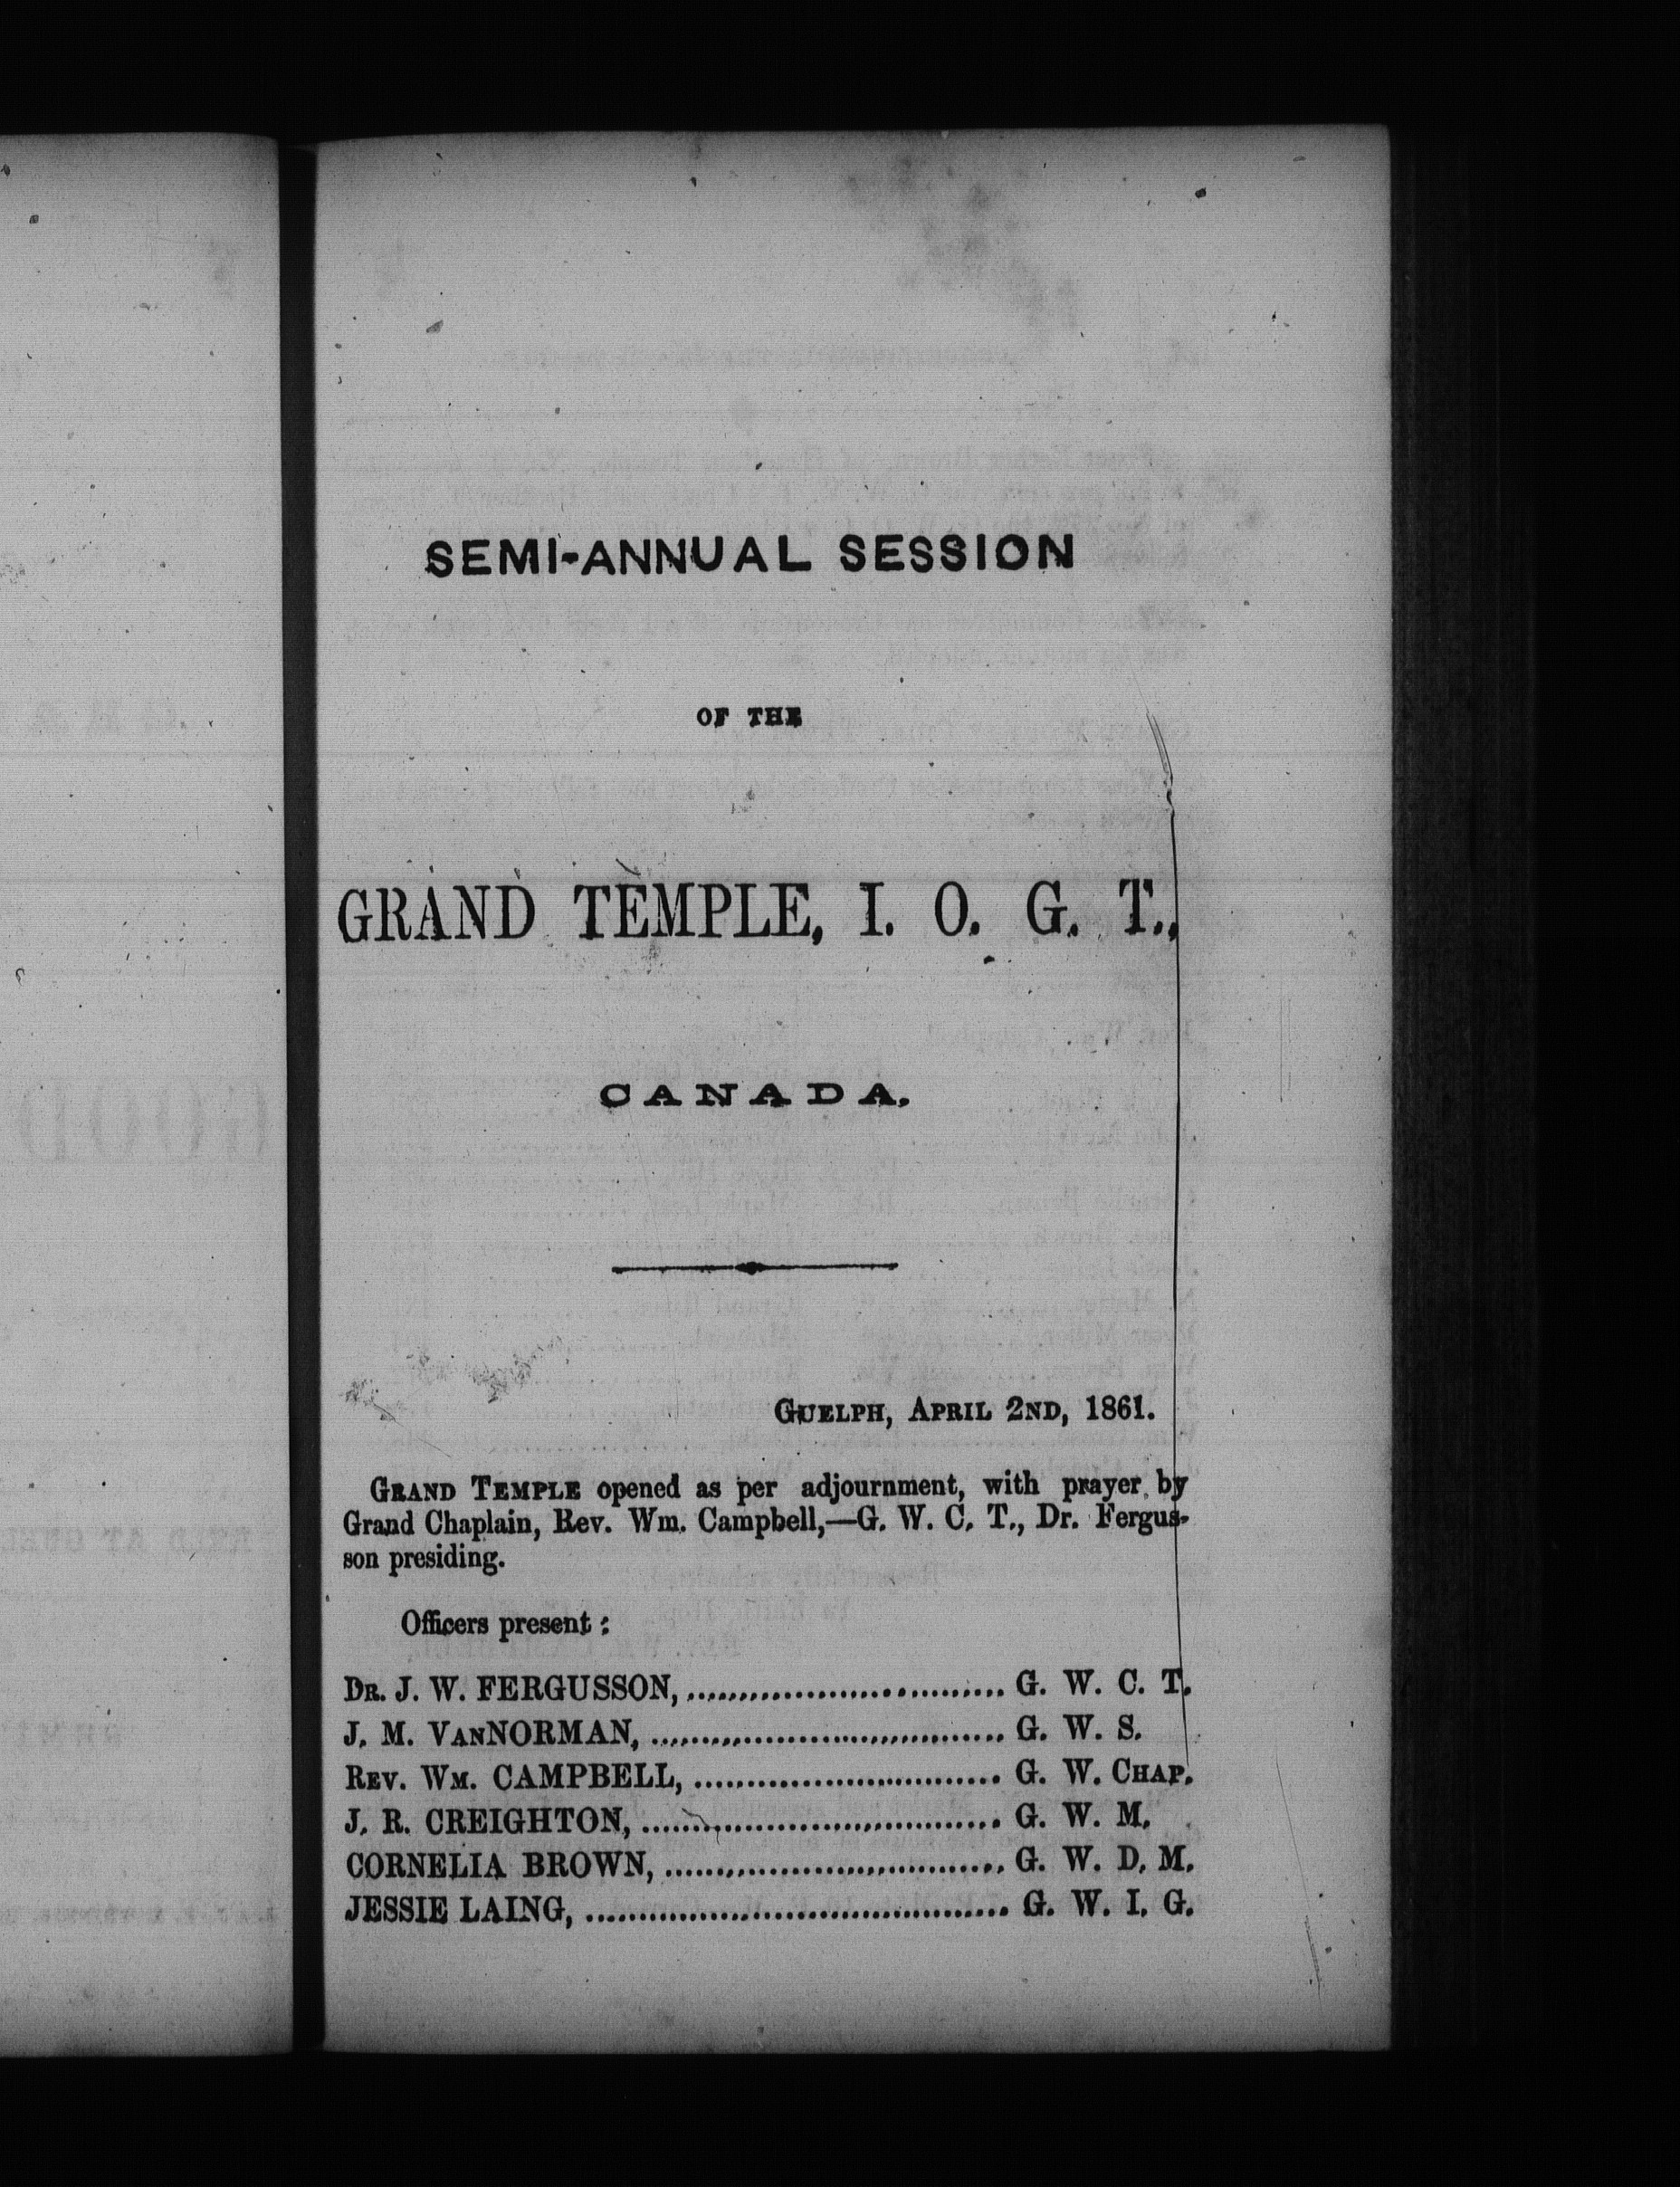 SEMI-ANNUAL SESSION
OF THE
GRAND TEMPLE, I. O. G. T.,
CANADA.
GUELPH, APRIL 2ND, 1861.
GRAND TEMPLE opened as per adjournment, with prayer by
Grand Chaplain, Rev. Wm. Campbell,—G. W. C. T., Dr. Fergus-
son presiding.
Officers present:
DR. J. W. FERGUSSON, .............................. G. W. C. T.
J. M. VANNORMAN, .................................. G. W. S.
REV. WM. CAMPBELL, .............................. G. W. CHAP.
J. R. CREIGHTON, .................................. G. W. M.
CORNELIA BROWN, ................................ G. W. D. M.
JESSIE LAING, ........................................ G. W. I. G.